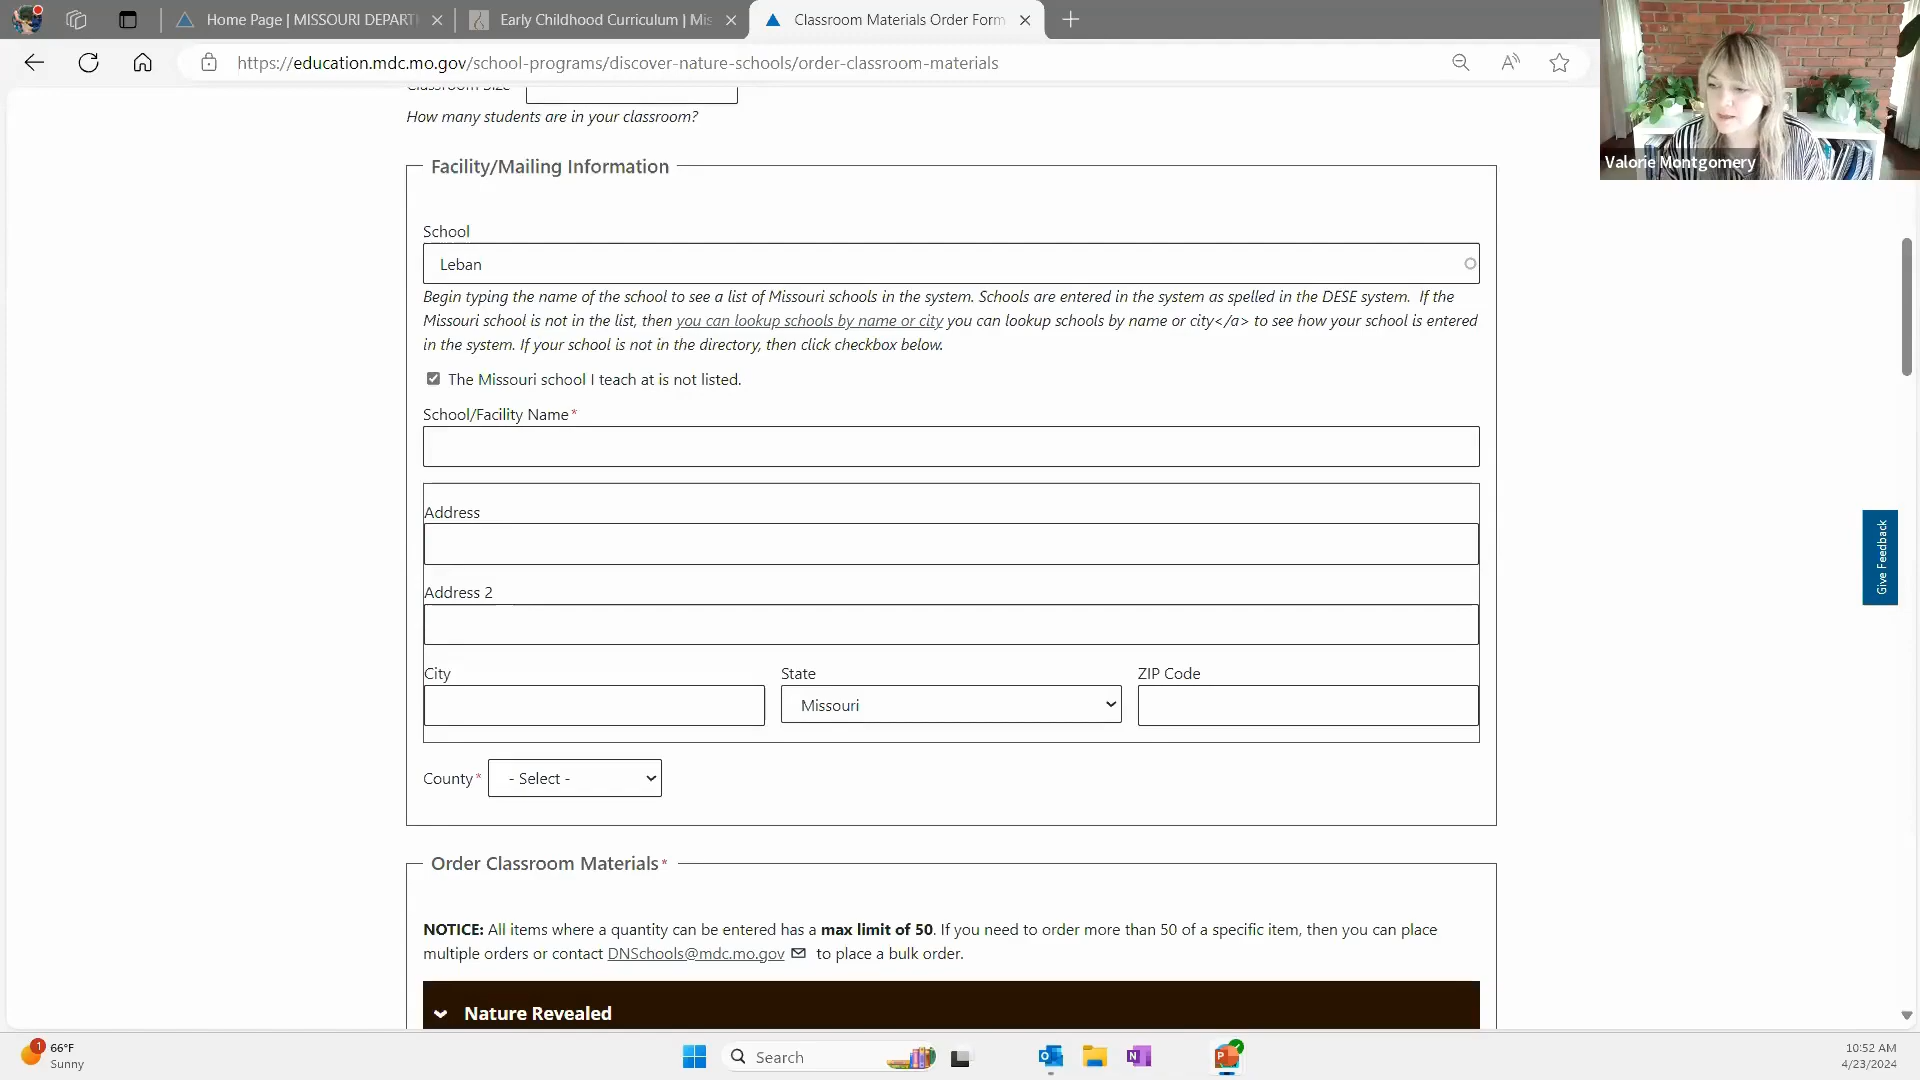 Home Page | MISSOURI DEPART
Early Childhood Curriculum | Mis
Classroom Materials Order Form
https://education.mdc.mo.gov/school-programs/discover-nature-schools/order-classroom-materials
Valorie Montgomery
Classroom Size
How many students are in your classroom?
Facility/Mailing Information
School
Leban
Begin typing the name of the school to see a list of Missouri schools in the system. Schools are entered in the system as spelled in the DESE system. If the
Missouri school is not in the list, then you can lookup schools by name or city you can lookup schools by name or city</a> to see how your school is entered
in the system. If your school is not in the directory, then click checkbox below.
The Missouri school I teach at is not listed.
School/Facility Name*
Address
Address 2
City State ZIP Code
Missouri
County* - Select -
Give Feedback
Order Classroom Materials*
NOTICE: All items where a quantity can be entered has a max limit of 50. If you need to order more than 50 of a specific item, then you can place
multiple orders or contact DNSchools@mdc.mo.gov to place a bulk order.
Nature Revealed
1
66°F
Sunny
Search
10:52 AM
4/23/2024